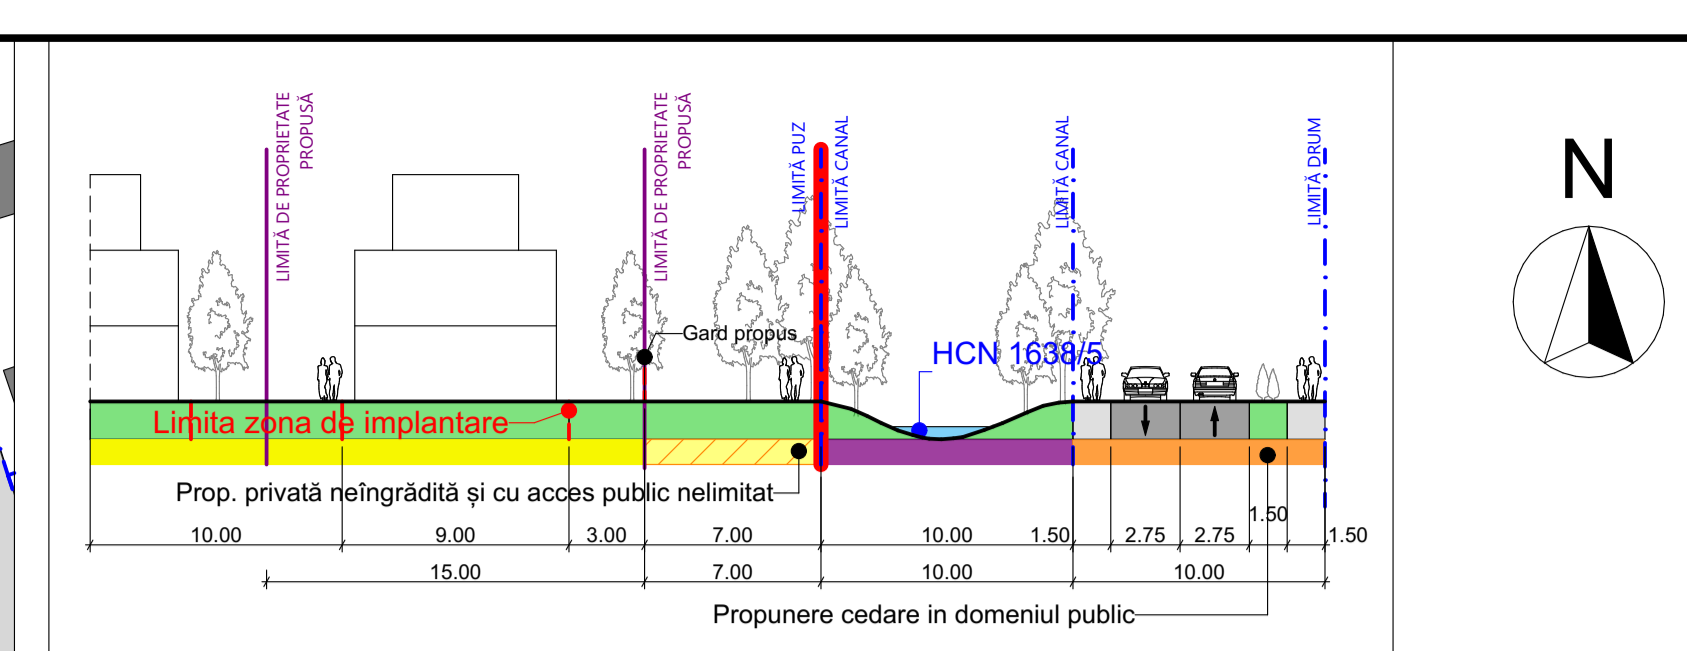 LIMITĂ DE PROPRIETATE
PROPUSĂ
LIMITĂ DE PROPRIETATE
PROPUSĂ
LIMITĂ PUZ
LIMITĂ CANAL
LIMITĂ CANAL
LIMITĂ DRUM
N
Gard propus
HCN 1638/5
Limita zona de implantare
Prop. privată neîngrădită și cu acces public nelimitat
10.00 9.00 3.00 7.00 10.00 1.50 2.75 2.75 1.50 1.50
15.00 7.00 10.00 10.00
Propunere cedare in domeniul public